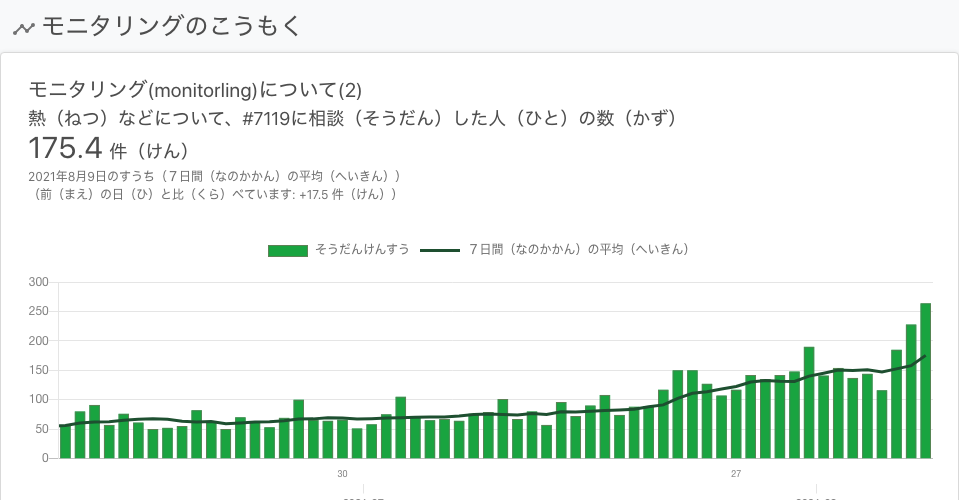 モニタリングのこうもく
モニタリング(monitorling)について(2)
熱（ねつ）などについて、#7119に相談（そうだん）した人（ひと）の数（かず）
175.4 件（けん）
2021年8月9日のすうち（７日間（なのかかん）の平均（へいきん））
（前（まえ）の日（ひ）と比（くら）べています: +17.5 件（けん））
そうだんけんすう ７日間（なのかかん）の平均（へいきん）
300
250
200
150
100
50
0
30 27